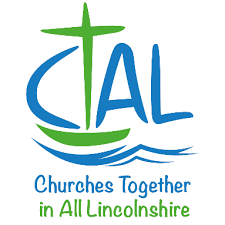 CTAL
Churches Together
in All Lincolnshire